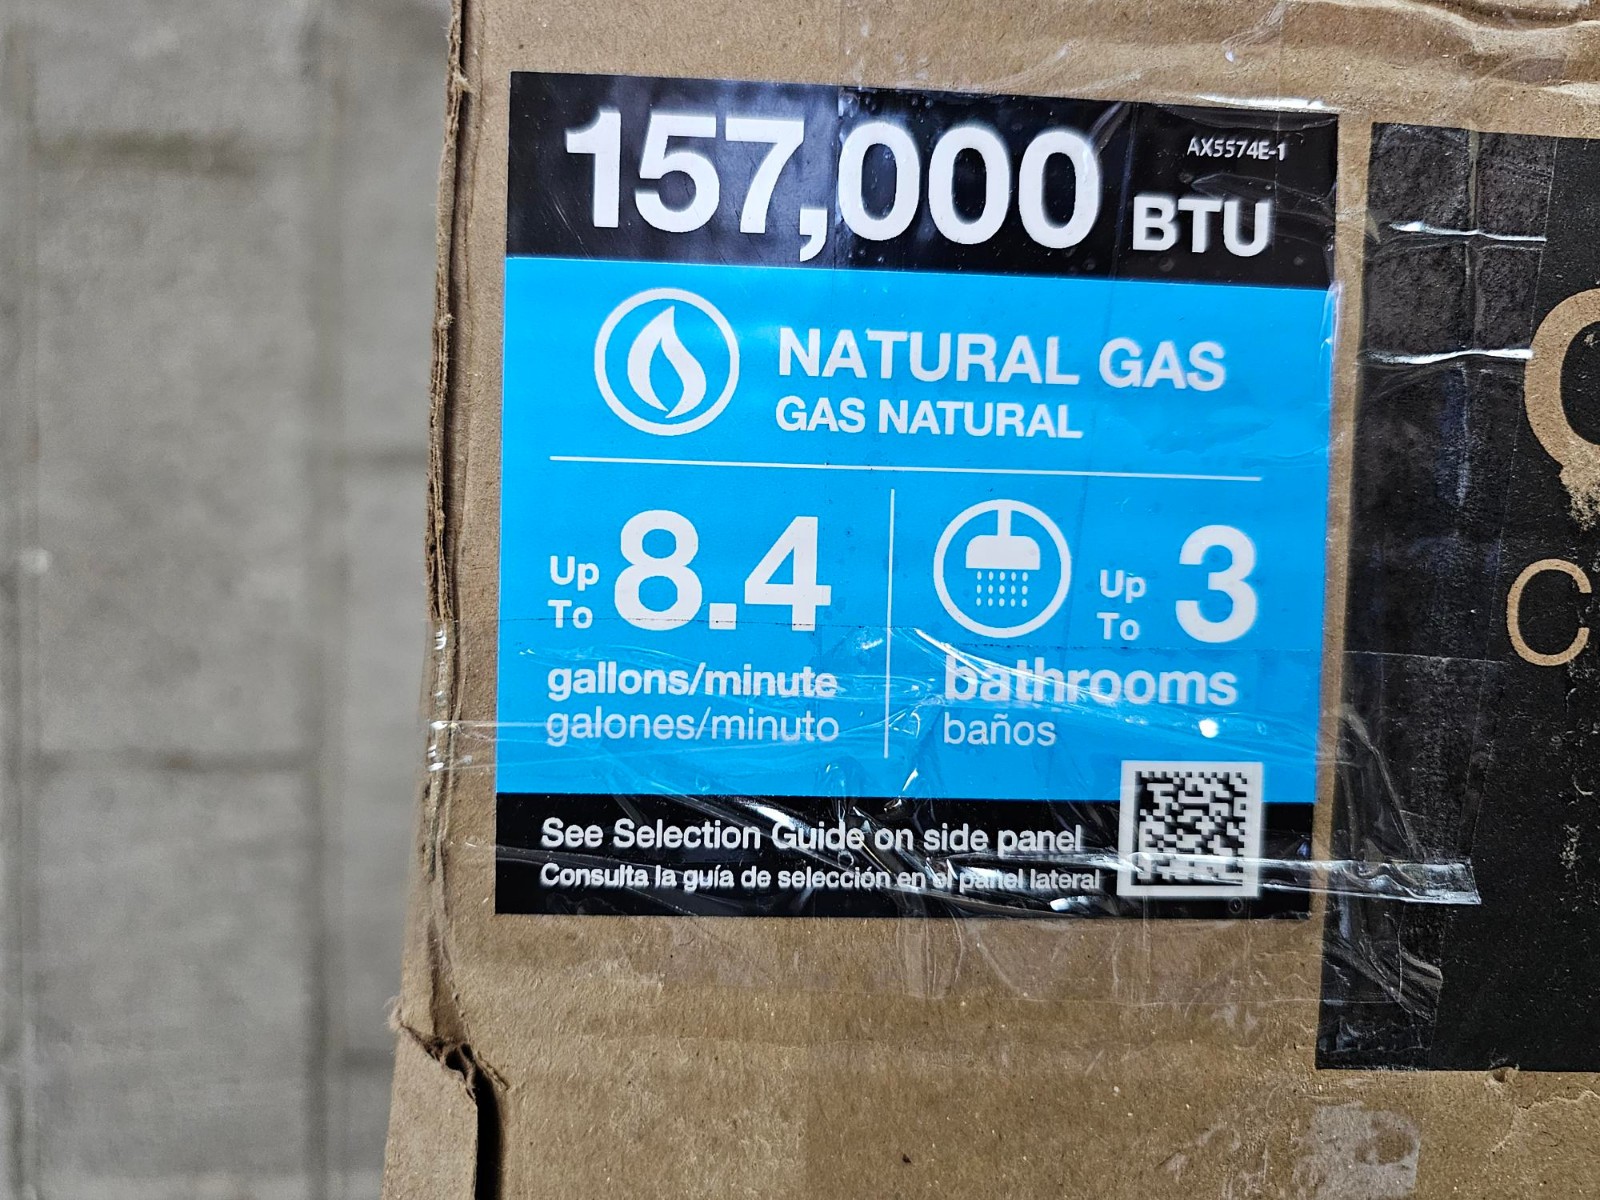 157,000 BTU
AX5574E-1
NATURAL GAS
GAS NATURAL
Up To 8.4
gallons/minute
galones/minuto
Up To 3
bathrooms
baños
See Selection Guide on side panel
Consulta la guía de selección en el panel lateral